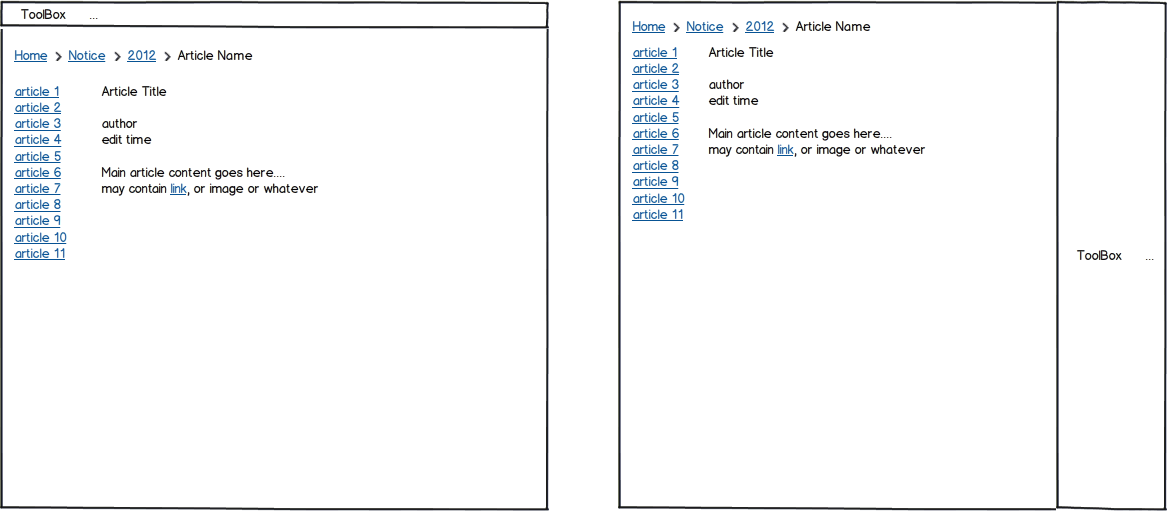 ToolBox ...
Home > Notice > 2012 > Article Name
article 1 Article Title
article 2
article 3 author
article 4 edit time
article 5
article 6 Main article content goes here....
article 7 may contain link, or image or whatever
article 8
article 9
article 10
article 11
Home > Notice > 2012 > Article Name
article 1 Article Title
article 2
article 3 author
article 4 edit time
article 5
article 6 Main article content goes here....
article 7 may contain link, or image or whatever
article 8
article 9
article 10
article 11
ToolBox ...